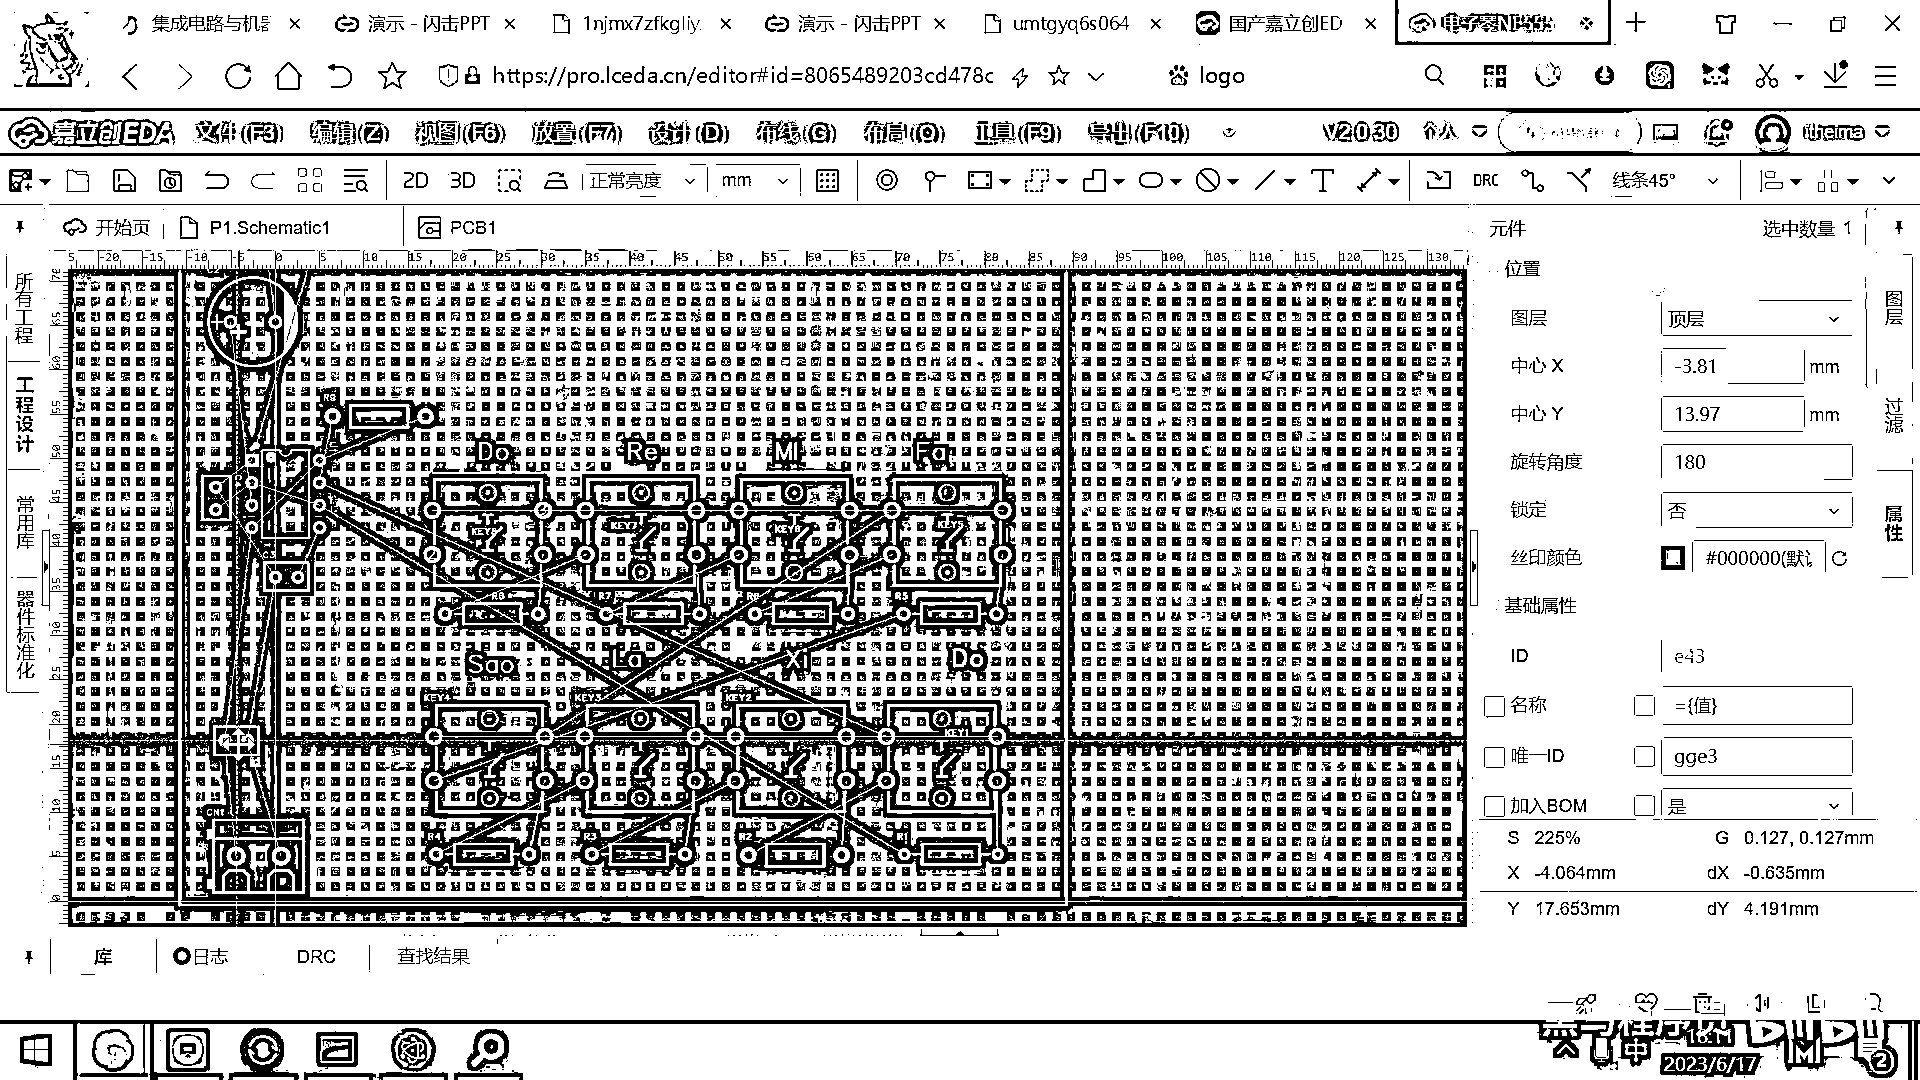 集成电路与机器
演示 - 闪击PPT
1njmx7zfkgliy.
演示 - 闪击PPT
umtgyq6s064
国产嘉立创ED
电子琴NE555
https://pro.lceda.cn/editor#id=8065489203cd478c
logo
嘉立创EDA
文件(F3)
编辑(Z)
视图(F6)
放置(F7)
设计(D)
布线(G)
布局(Q)
工具(F9)
导出(F10)
V2.0.30
个人
itheima
2D
3D
正常亮度
mm
DRC
线条45°
开始页
P1.Schematic1
PCB1
元件
选中数量 1
所有工程
工程设计
常用库
器件标准化
Do
Re
MI
Fa
Sao
La
Xi
Do
位置
图层
顶层
中心 X
-3.81
mm
中心 Y
13.97
mm
旋转角度
180
锁定
否
丝印颜色
#000000(默认
基础属性
ID
e43
名称
={值}
唯一ID
gge3
加入BOM
是
S 225%
G 0.127, 0.127mm
X -4.064mm
dX -0.635mm
Y 17.653mm
dY 4.191mm
图层
过滤
属性
库
日志
DRC
查找结果
中
2023/6/17